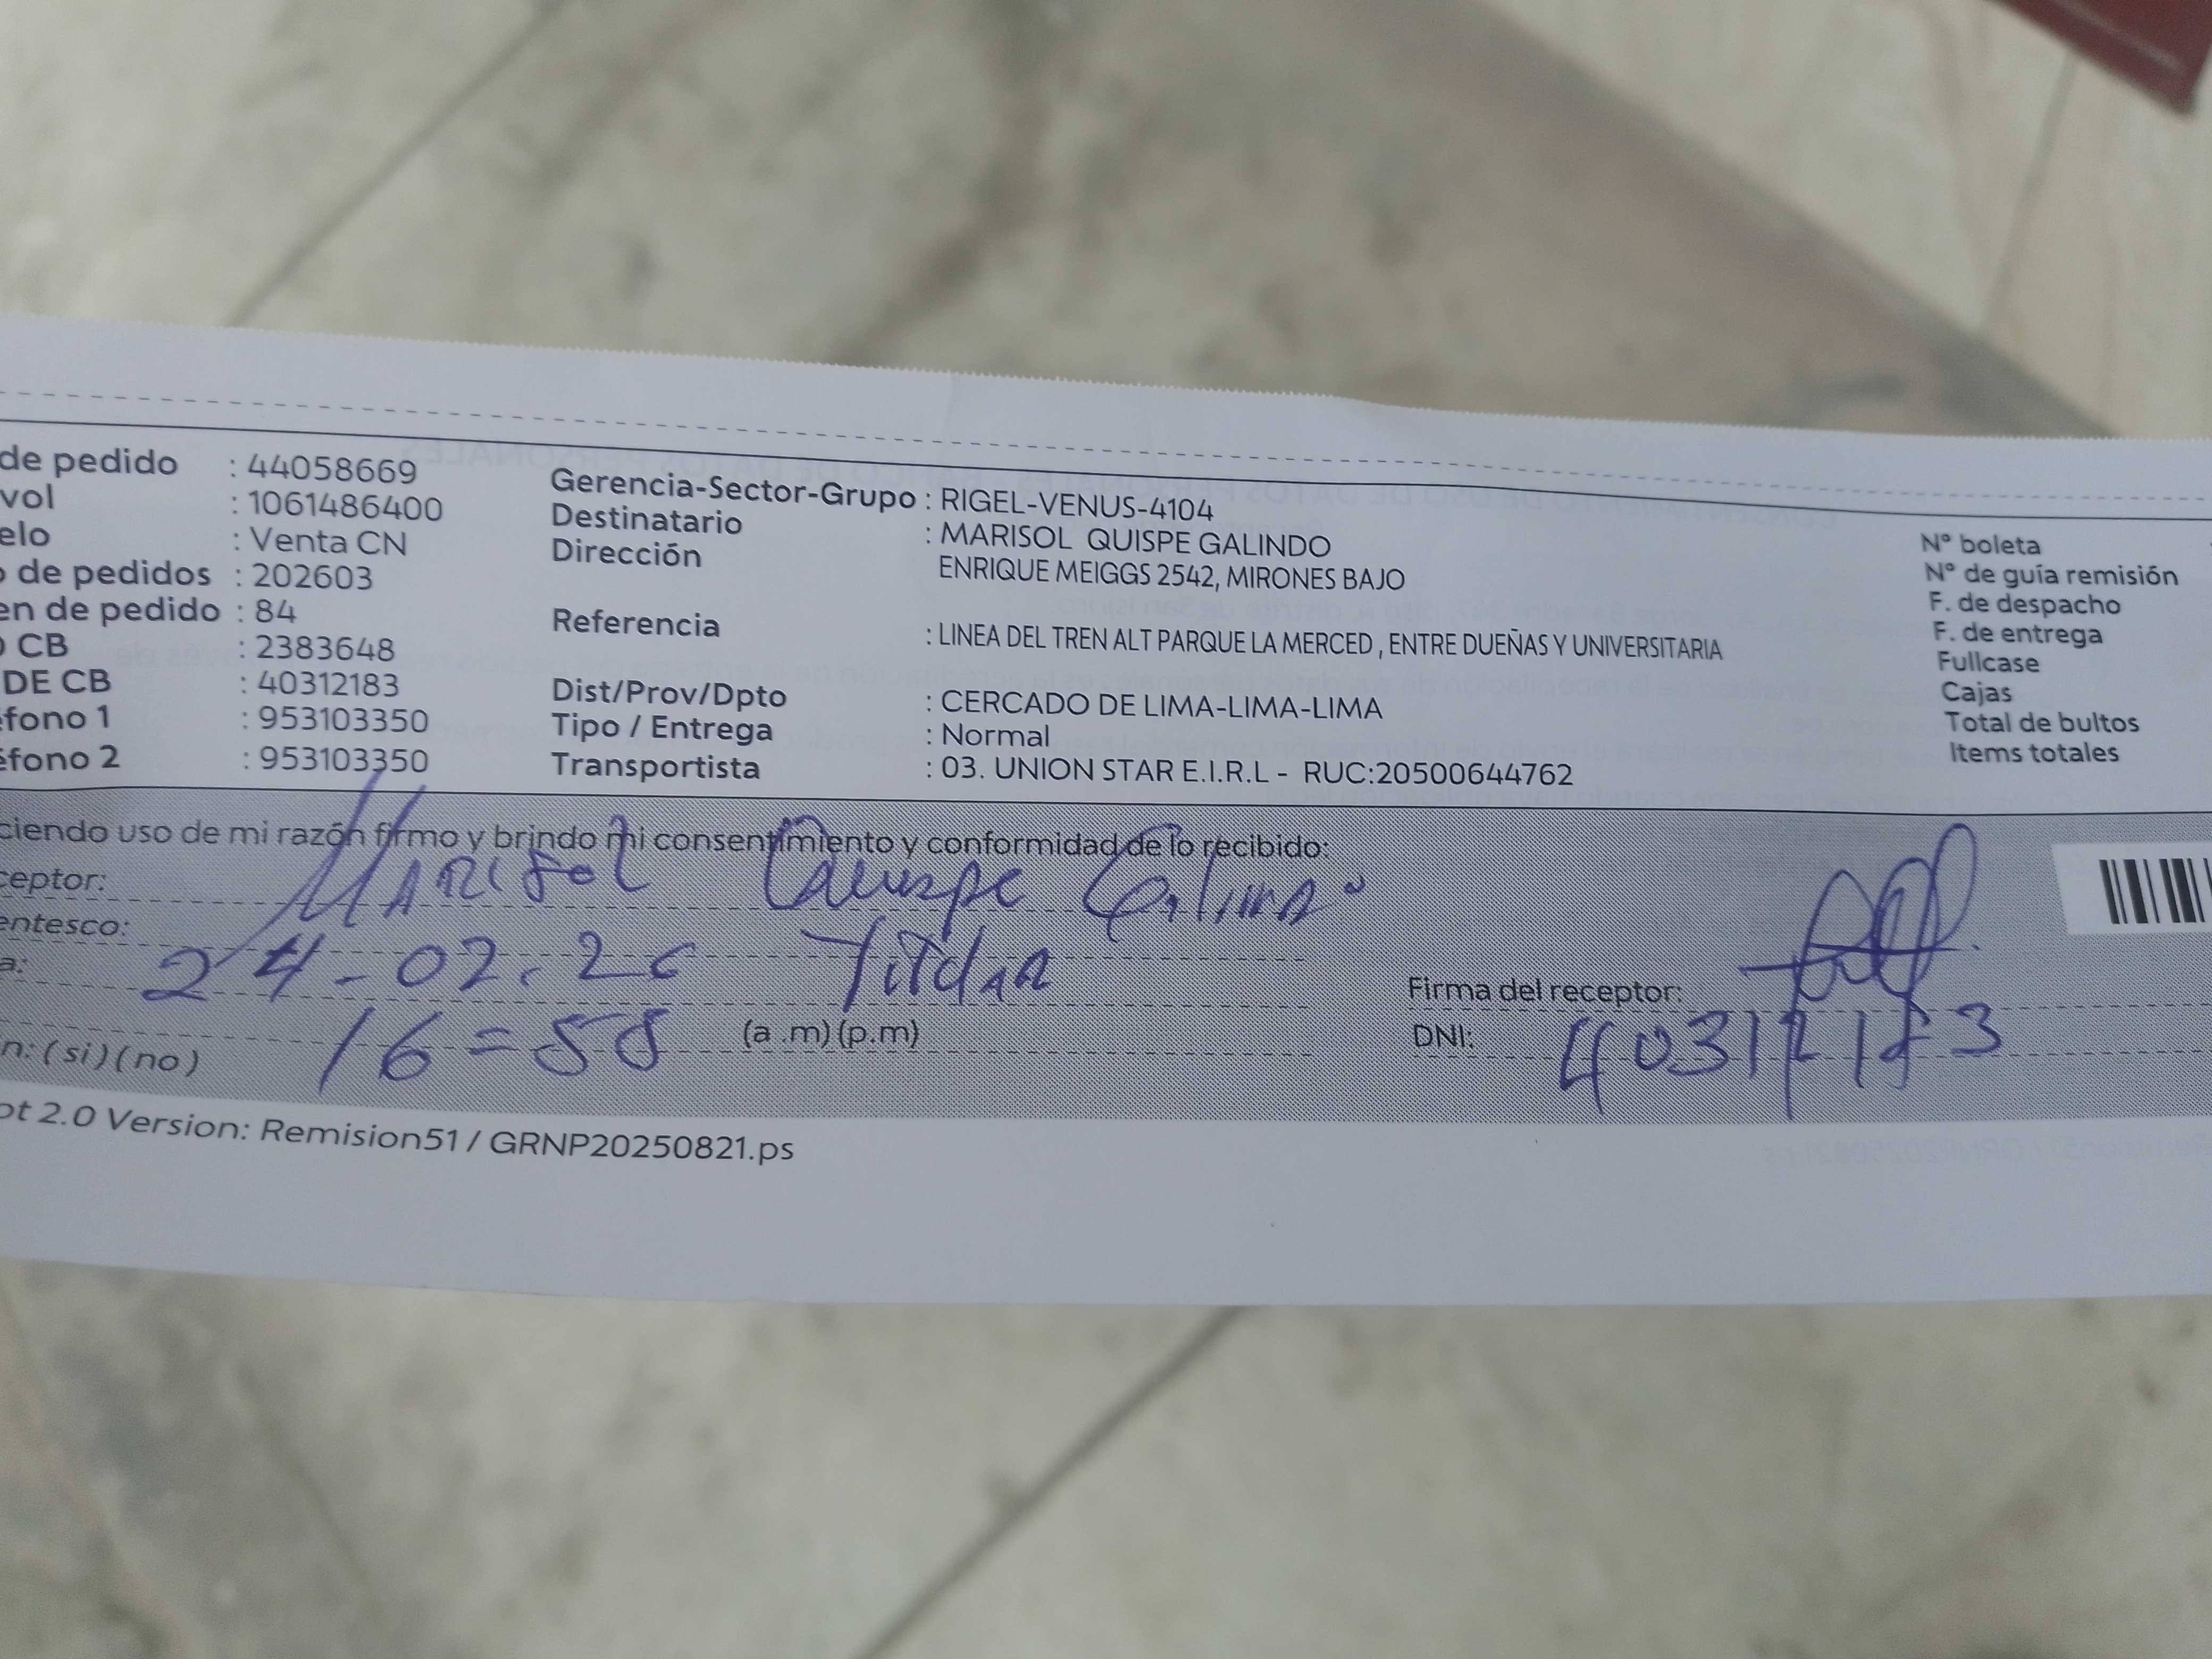 de pedido : 44058669
vol : 1061486400
elo : Venta CN
o de pedidos : 202603
en de pedido : 84
o CB : 2383648
DE CB : 40312183
éfono 1 : 953103350
éfono 2 : 953103350
Gerencia-Sector-Grupo : RIGEL-VENUS-4104
Destinatario : MARISOL QUISPE GALINDO
Dirección ENRIQUE MEIGGS 2542, MIRONES BAJO
Referencia : LINEA DEL TREN ALT PARQUE LA MERCED , ENTRE DUEÑAS Y UNIVERSITARIA
Dist/Prov/Dpto : CERCADO DE LIMA-LIMA-LIMA
Tipo / Entrega : Normal
Transportista : 03. UNION STAR E.I.R.L - RUC:20500644762
N° boleta
N° de guía remisión
F. de despacho
F. de entrega
Fullcase
Cajas
Total de bultos
Items totales
ciendo uso de mi razón firmo y brindo mi consentimiento y conformidad de lo recibido:
ceptor: MARISOL Quispe
entesco: Titular
a: 24-02-26
16=58 (a .m) (p.m)
n: ( si ) ( no )
Firma del receptor:
DNI: 40312183
ot 2.0 Version: Remision51 / GRNP20250821.ps